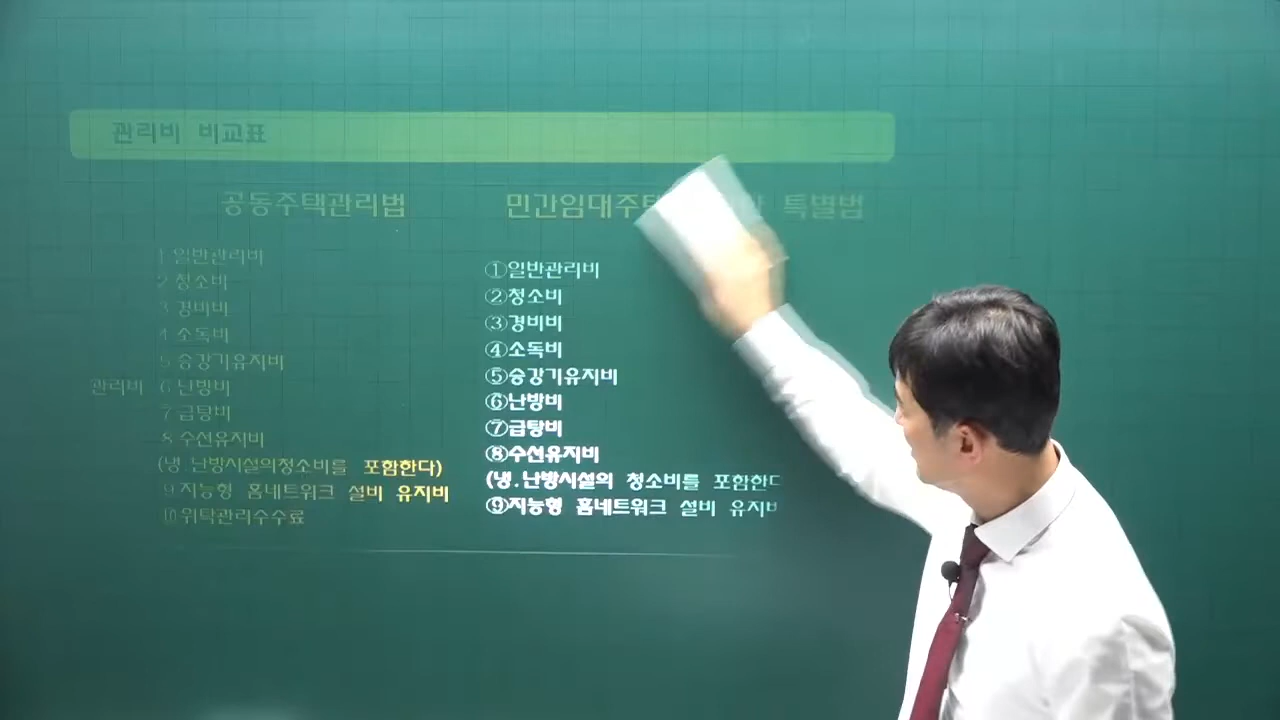 관리비 비교표
공동주택관리법
민간임대주택 특별법
1 일반관리비
2 청소비
3 경비비
4 소독비
5 승강기유지비
관리비 6 난방비
7 급탕비
8 수선유지비
(냉.난방시설의청소비를 포함한다)
9 지능형 홈네트워크 설비 유지비
10 위탁관리수수료
①일반관리비
②청소비
③경비비
④소독비
⑤승강기유지비
⑥난방비
⑦급탕비
⑧수선유지비
(냉.난방시설의 청소비를 포함한
⑨지능형 홈네트워크 설비 유지비